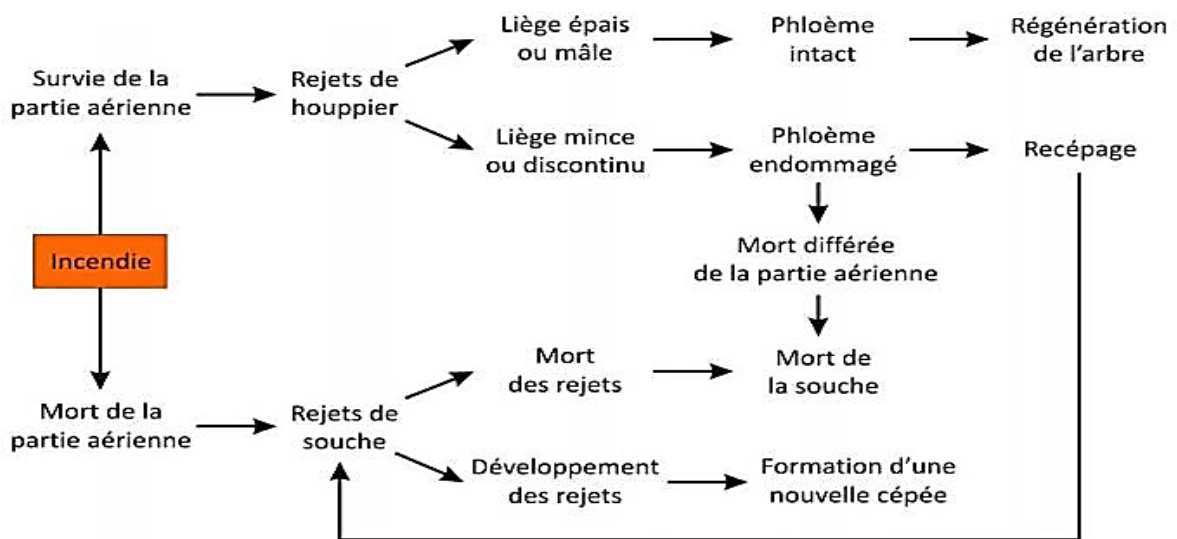 Survie de la
partie aérienne
Rejets de
houppier
Liège épais
ou mâle
Phloème
intact
Régénération
de l'arbre
Liège mince
ou discontinu
Phloème
endommagé
Recépage
Incendie
Mort différée
de la partie aérienne
Mort
des rejets
Mort de
la souche
Mort de la
partie aérienne
Rejets de
souche
Développement
des rejets
Formation d'une
nouvelle cépée